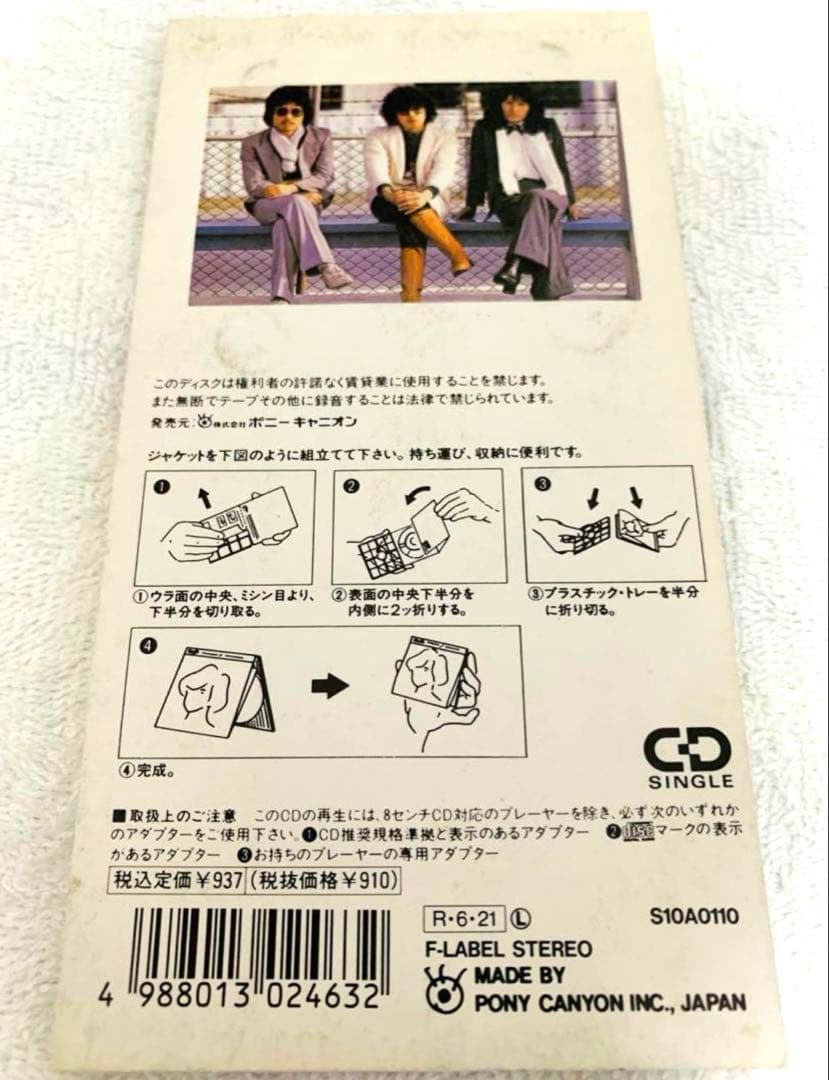 このディスクは権利者の許諾なく賃貸業に使用することを禁じます。
また無断でテープその他に録音することは法律で禁じられています。
発売元:株式会社ポニーキャニオン
ジャケットを下図のように組立てて下さい。持ち運び、収納に便利です。
❶
❷
❸
①ウラ面の中央、ミシン目より、
下半分を切り取る。
②表面の中央下半分を
内側に2ッ折りする。
③プラスチック・トレーを半分
に折り切る。
❹
④完成。
CD
SINGLE
■取扱上のご注意 このCDの再生には、8センチCD対応のプレーヤーを除き、必ず次のいずれか
のアダプターをご使用下さい。❶CD推奨規格準拠と表示のあるアダプター ❷discマークの表示
があるアダプター ❸お持ちのプレーヤーの専用アダプター
税込定価¥937(税抜価格¥910)
R・6・21 Ⓛ S10A0110
F-LABEL STEREO
MADE BY
PONY CANYON INC., JAPAN
4 988013 024632